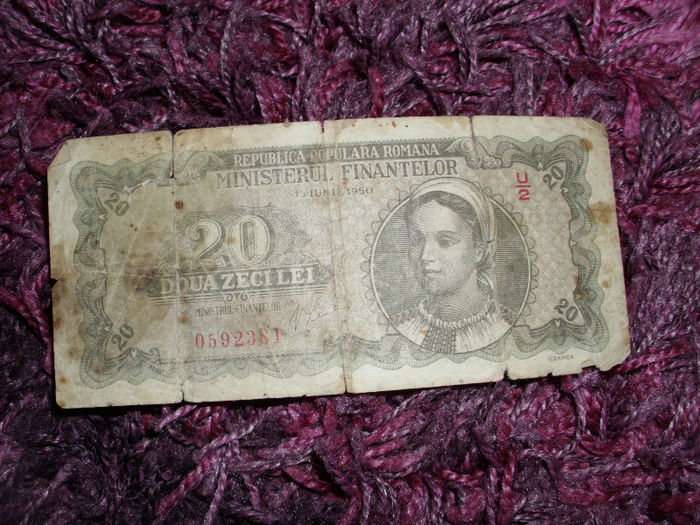 REPUBLICA POPULARA ROMANA
MINISTERUL FINANTELOR
15 IUNIE 1950
U/2
20
20
20
DOUA ZECI LEI
MINISTRUL FINANTELOR
0592381
20
20